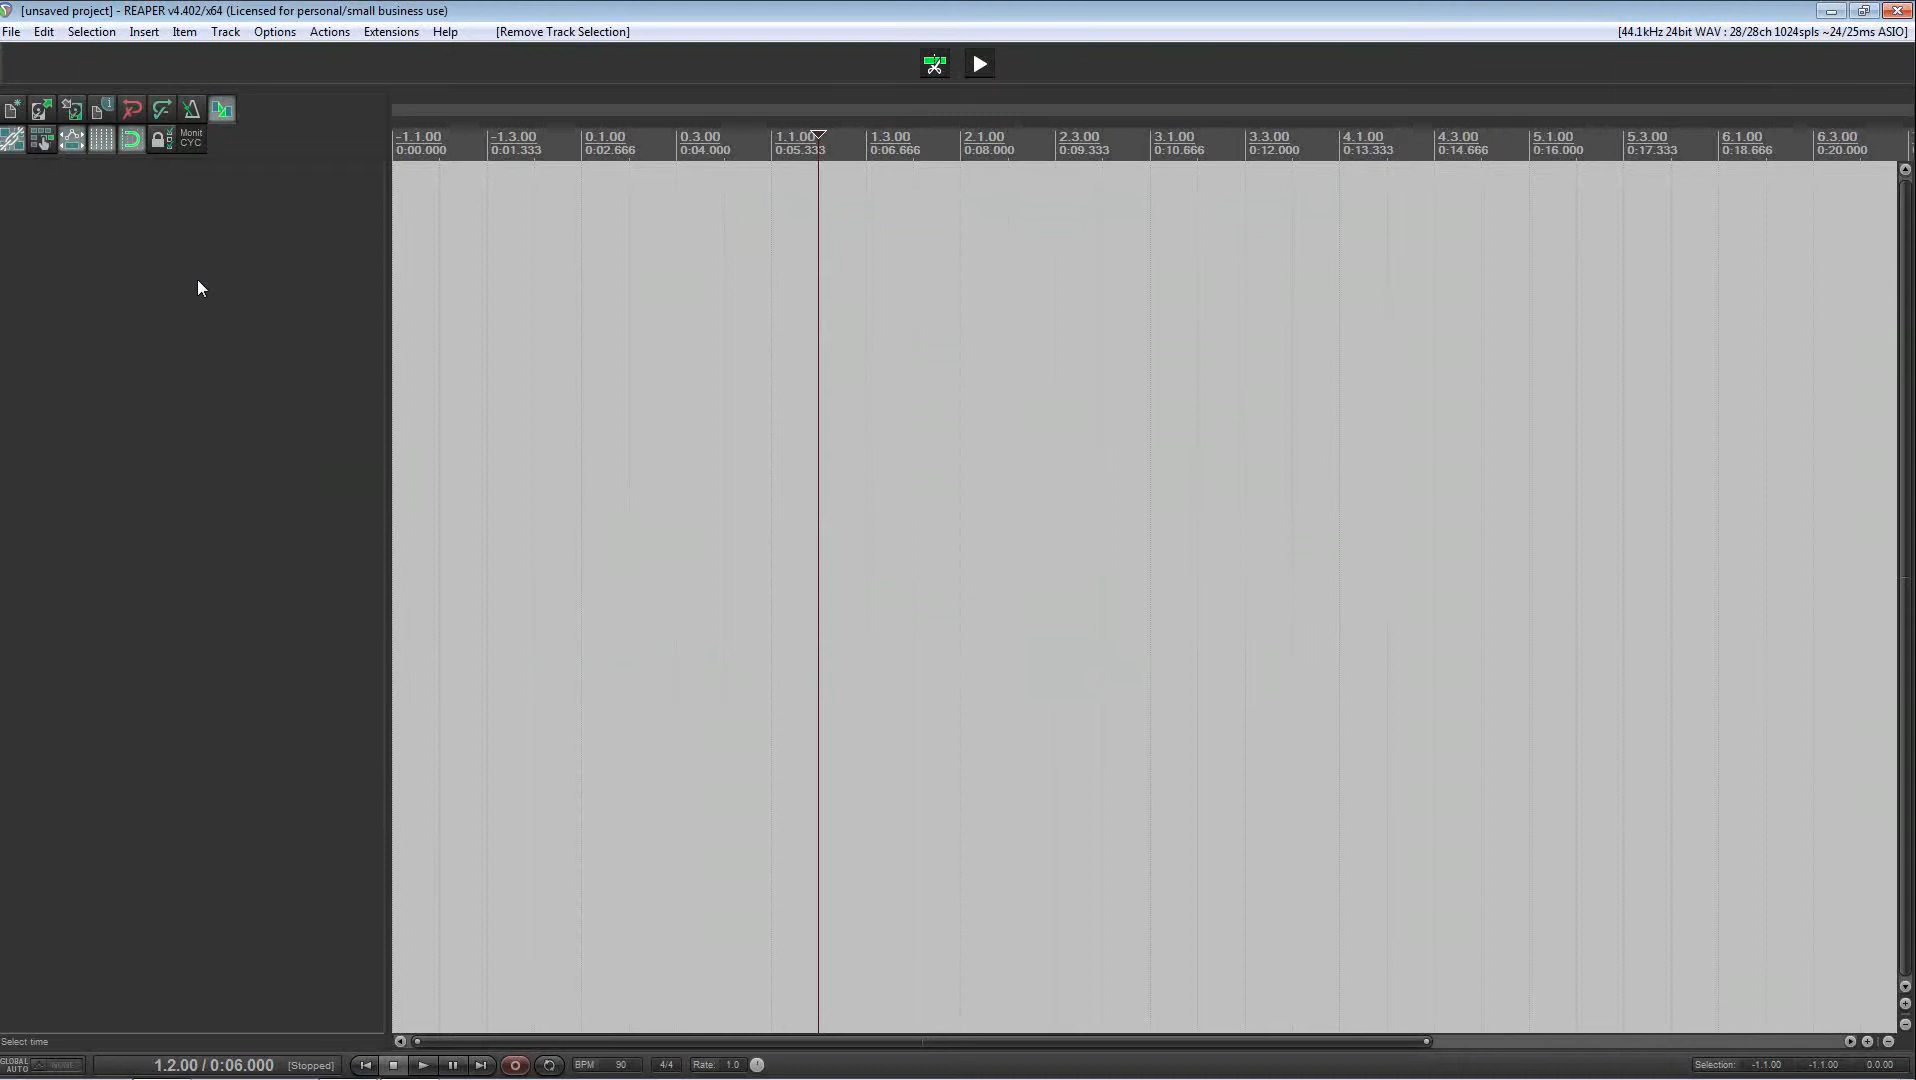 [unsaved project] - REAPER v4.402/x64 (Licensed for personal/small business use)
File Edit Selection Insert Item Track Options Actions Extensions Help [Remove Track Selection] [44.1kHz 24bit WAV : 28/28ch 1024spls ~24/25ms ASIO]
Monit
CYC
-1.1.00 -1.3.00 0.1.00 0.3.00 1.1.00 1.3.00 2.1.00 2.3.00 3.1.00 3.3.00 4.1.00 4.3.00 5.1.00 5.3.00 6.1.00 6.3.00
0:00.000 0:01.333 0:02.666 0:04.000 0:05.333 0:06.666 0:08.000 0:09.333 0:10.666 0:12.000 0:13.333 0:14.666 0:16.000 0:17.333 0:18.666 0:20.000
Select time
GLOBAL
AUTO NONE
1.2.00 / 0:06.000 [Stopped] BPM 90 4/4 Rate: 1.0 Selection: -1.1.00 -1.1.00 0.0.00